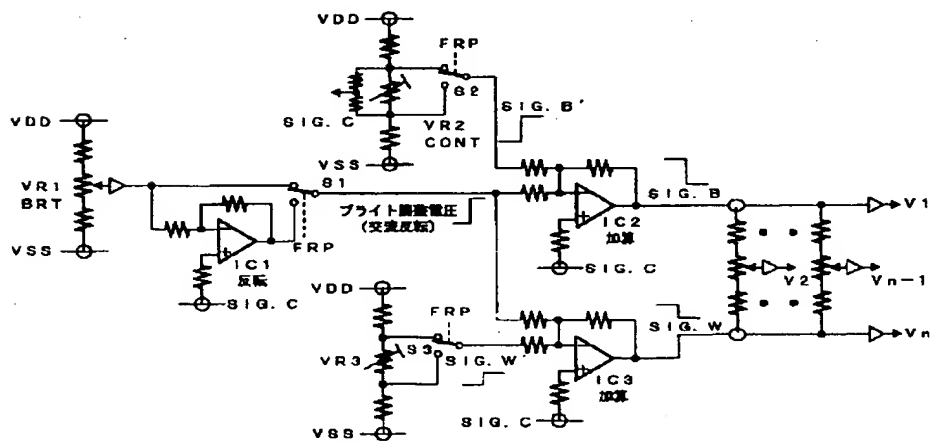 VDD
FRP
S2
SIG. C
VR2
CONT
VSS
SIG. B'
VDD
VR1
BRT
VSS
S1
FRP
ブライト調整電圧
(交流反転)
IC1
反転
SIG. C
SIG. B
IC2
加算
SIG. C
V1
V2
Vn-1
Vn
VDD
FRP
VR3
S3
SIG. W'
VSS
SIG. W
IC3
加算
SIG. C